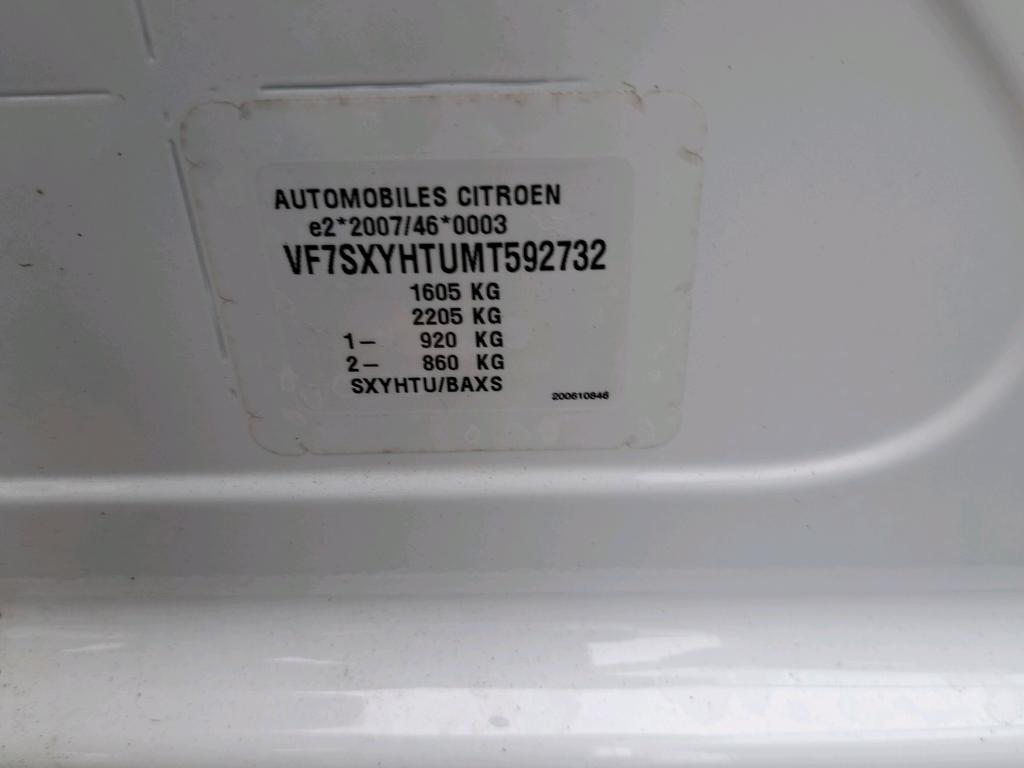 AUTOMOBILES CITROEN
e2*2007/46*0003
VF7SXYHTUMT592732
1605 KG
2205 KG
1– 920 KG
2– 860 KG
SXYHTU/BAXS
200610846